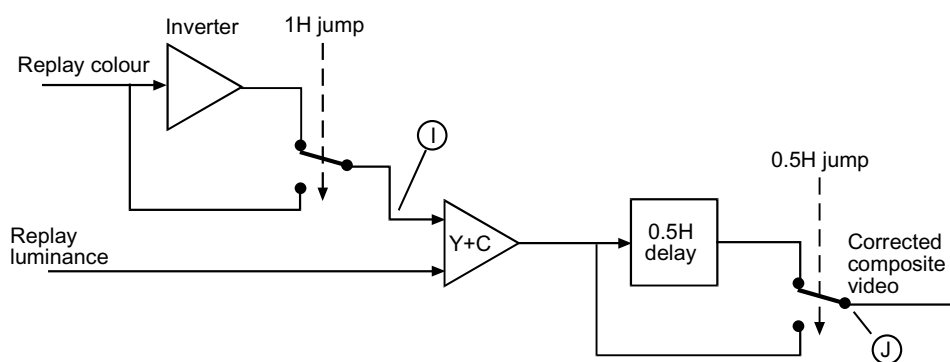 Inverter
1H jump
Replay colour
I
0.5H jump
Replay
luminance
Y+C
0.5H
delay
Corrected
composite
video
J